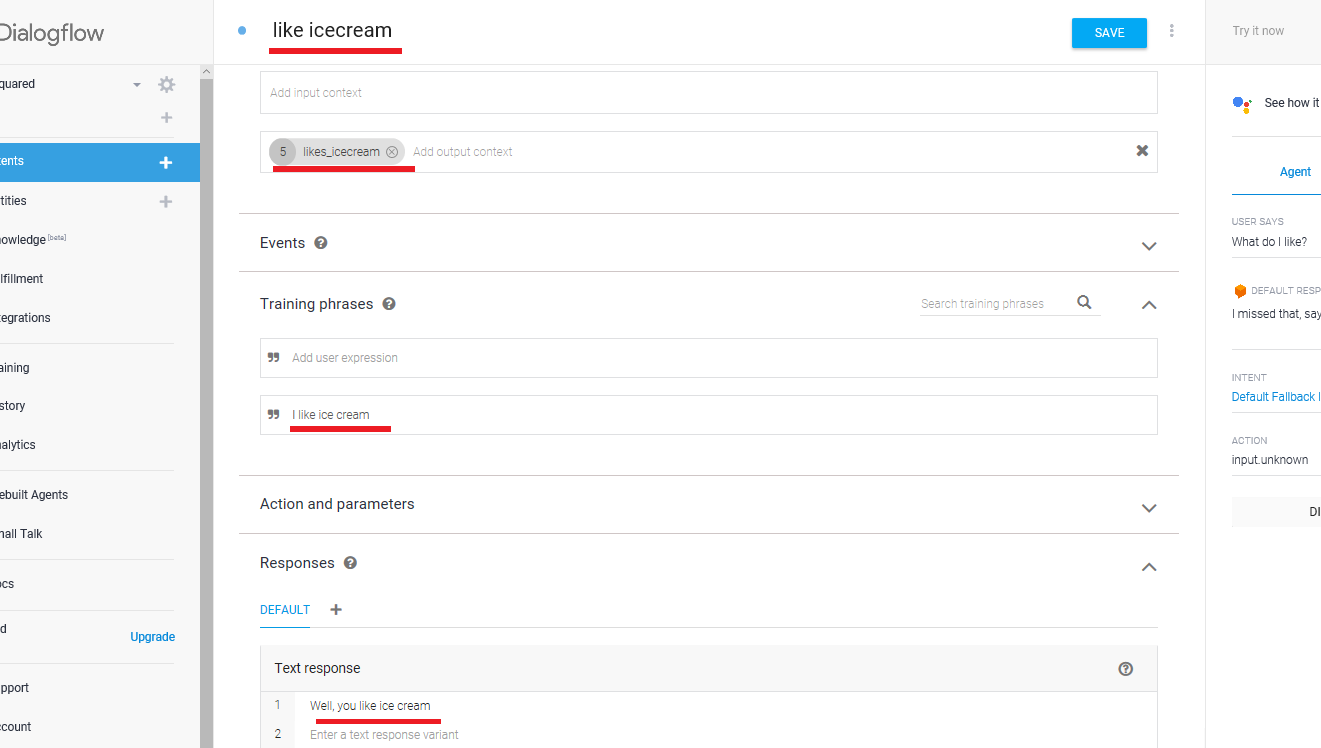 Dialogflow
like icecream
SAVE
Try it now
quared
Add input context
See how it
5 likes_icecream Add output context
ents
Agent
tities
nowledge [beta]
USER SAYS
What do I like?
Events
lfillment
DEFAULT RESP
I missed that, say
Training phrases
Search training phrases
tegrations
Add user expression
aining
INTENT
Default Fallback I
story
I like ice cream
alytics
ACTION
input.unknown
ebuilt Agents
Action and parameters
DI
nall Talk
Responses
ocs
DEFAULT
d
Upgrade
Text response
pport
1 Well, you like ice cream
ccount
2 Enter a text response variant